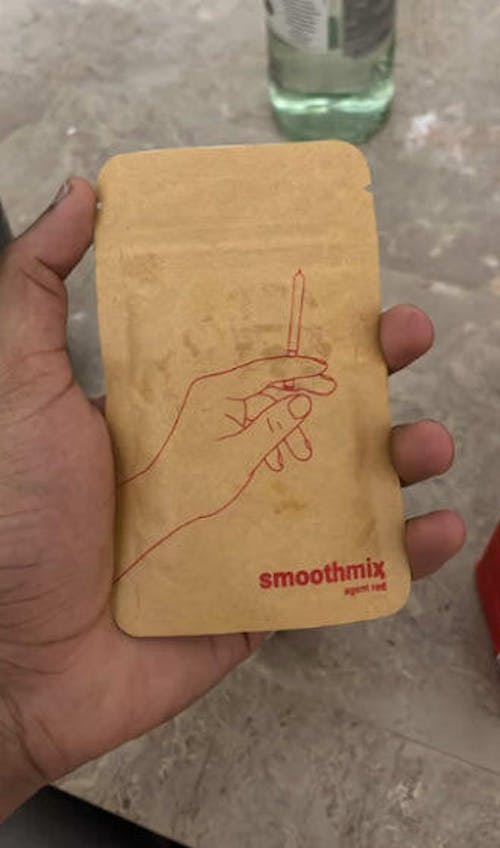 smoothmix
agent red